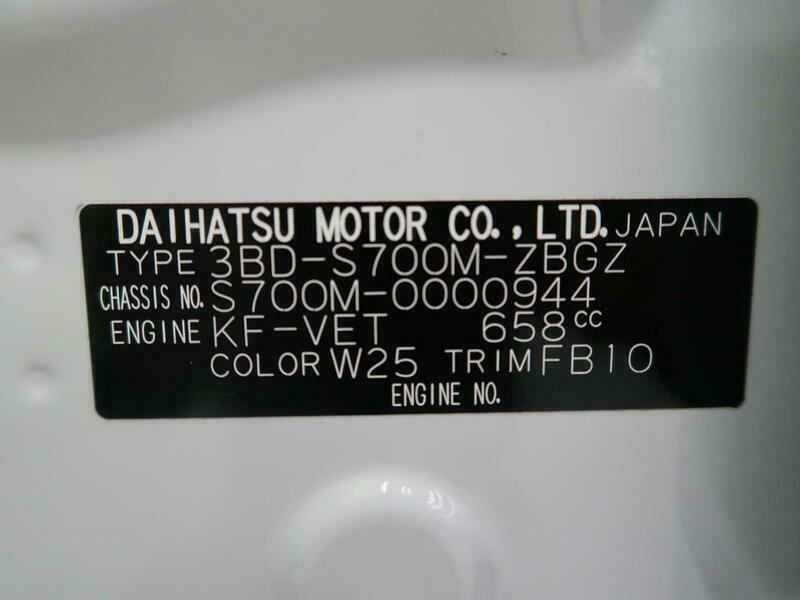 DAIHATSU MOTOR CO., LTD. JAPAN
TYPE 3BD-S700M-ZBGZ
CHASSIS NO. S700M-0000944
ENGINE KF-VET 658cc
COLOR W25 TRIM FB10
ENGINE NO.